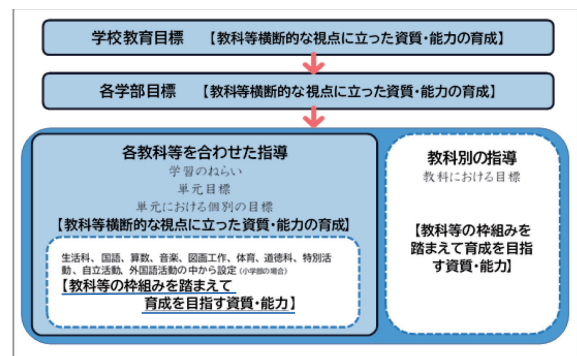 学校教育目標 【教科等横断的な視点に立った資質・能力の育成】
各学部目標 【教科等横断的な視点に立った資質・能力の育成】
各教科等を合わせた指導
学習のねらい
単元目標
単元における個別の目標
【教科等横断的な視点に立った資質・能力の育成】
生活科、国語、算数、音楽、図画工作、体育、道徳科、特別活
動、自立活動、外国語活動の中から設定（小学部の場合）
【教科等の枠組みを踏まえて
育成を目指す資質・能力】
教科別の指導
教科における目標
【教科等の枠組みを
踏まえて育成を目指
す資質・能力】